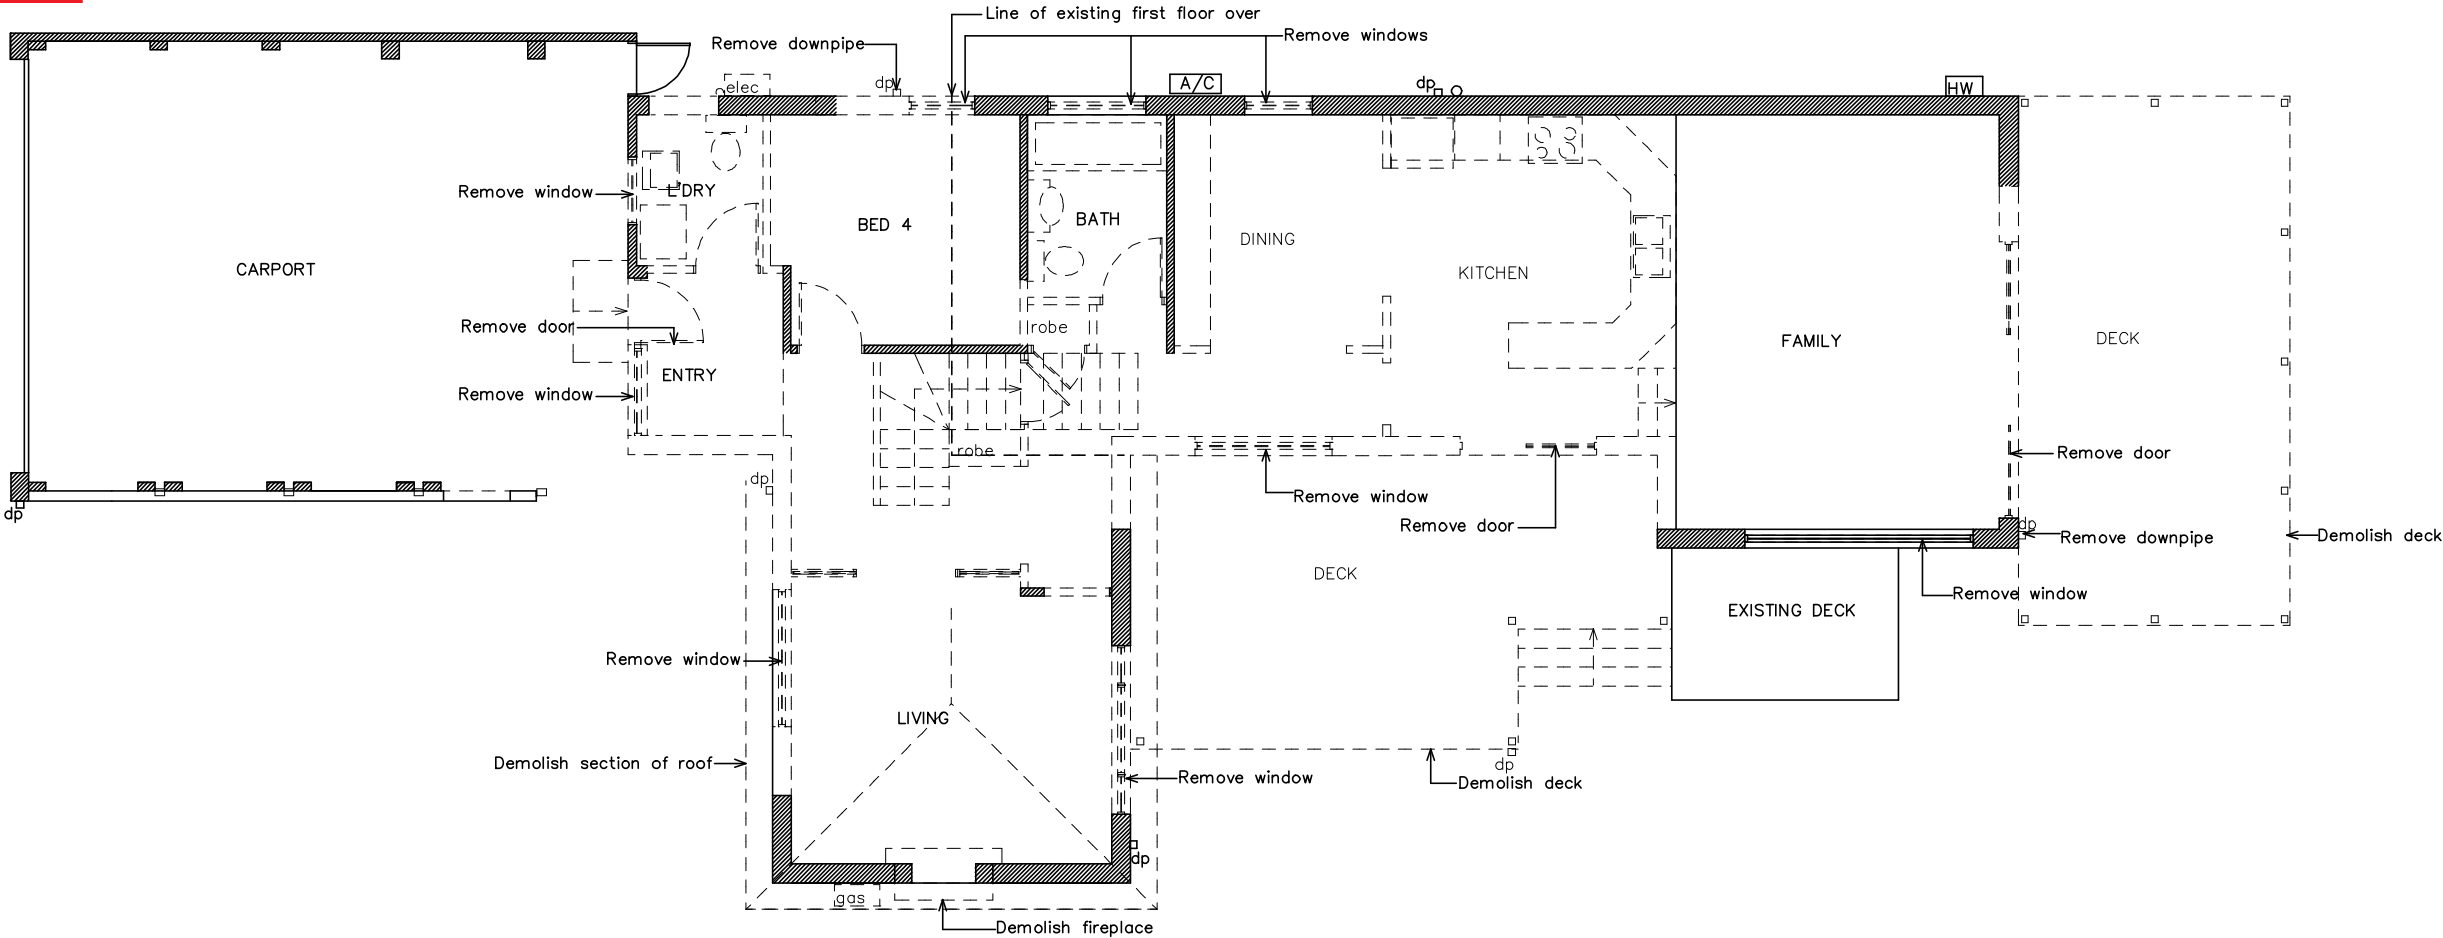 Line of existing first floor over
Remove downpipe
Remove windows
elec
dp
A/C
dp
HW
Remove window
L'DRY
BED 4
BATH
DINING
CARPORT
KITCHEN
Remove door
robe
FAMILY
DECK
ENTRY
Remove window
robe
Remove door
dp
Remove window
dp
Remove door
dp
Remove downpipe
Demolish deck
DECK
Remove window
EXISTING DECK
Remove window
LIVING
Demolish section of roof
dp
Remove window
Demolish deck
dp
gas
Demolish fireplace